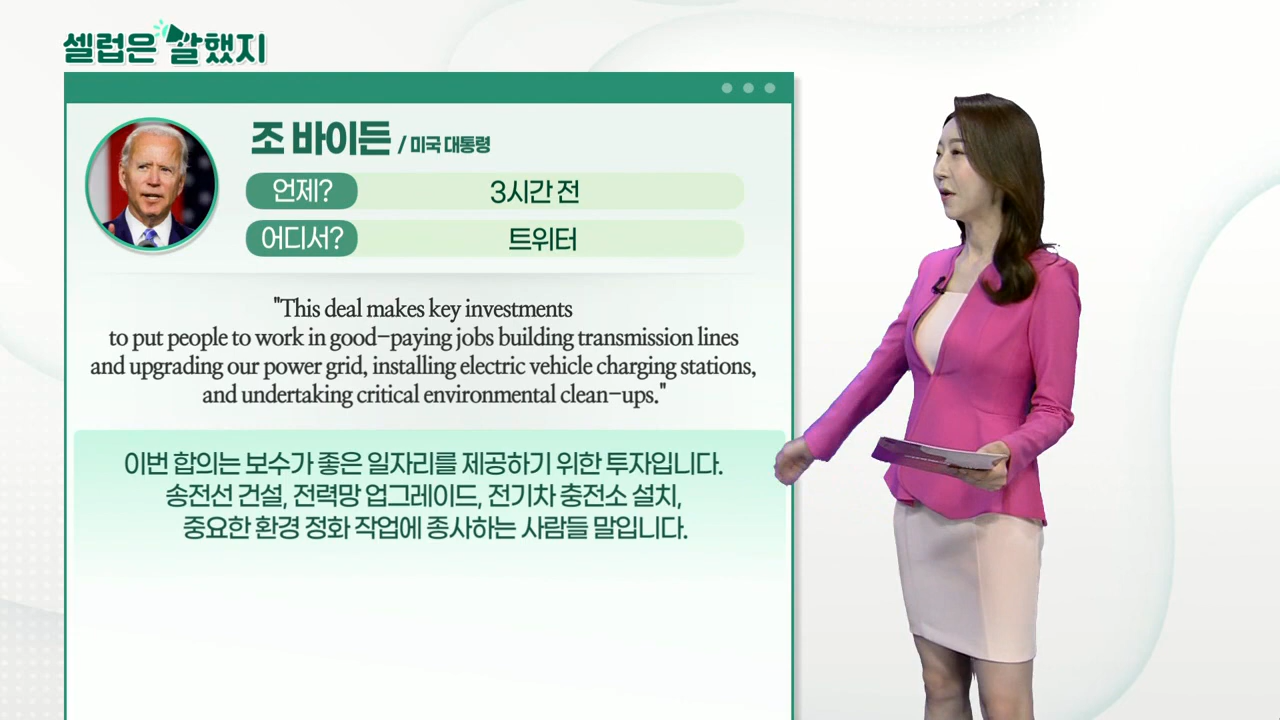 셀럽은 말했지
조 바이든 / 미국 대통령
언제? 3시간 전
어디서? 트위터
"This deal makes key investments
to put people to work in good-paying jobs building transmission lines
and upgrading our power grid, installing electric vehicle charging stations,
and undertaking critical environmental clean-ups."
이번 합의는 보수가 좋은 일자리를 제공하기 위한 투자입니다.
송전선 건설, 전력망 업그레이드, 전기차 충전소 설치,
중요한 환경 정화 작업에 종사하는 사람들 말입니다.